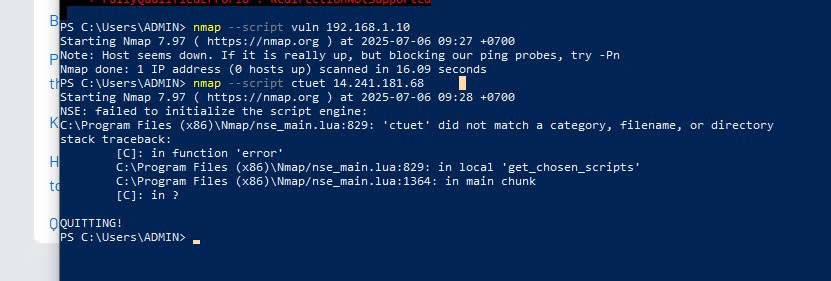 PS C:\Users\ADMIN> nmap --script vuln 192.168.1.10
Starting Nmap 7.97 ( https://nmap.org ) at 2025-07-06 09:27 +0700
Note: Host seems down. If it is really up, but blocking our ping probes, try -Pn
Nmap done: 1 IP address (0 hosts up) scanned in 16.09 seconds
PS C:\Users\ADMIN> nmap --script ctuet 14.241.181.68
Starting Nmap 7.97 ( https://nmap.org ) at 2025-07-06 09:28 +0700
NSE: failed to initialize the script engine:
C:\Program Files (x86)\Nmap/nse_main.lua:829: 'ctuet' did not match a category, filename, or directory
stack traceback:
[C]: in function 'error'
C:\Program Files (x86)\Nmap/nse_main.lua:829: in local 'get_chosen_scripts'
C:\Program Files (x86)\Nmap/nse_main.lua:1364: in main chunk
[C]: in ?
QUITTING!
PS C:\Users\ADMIN>